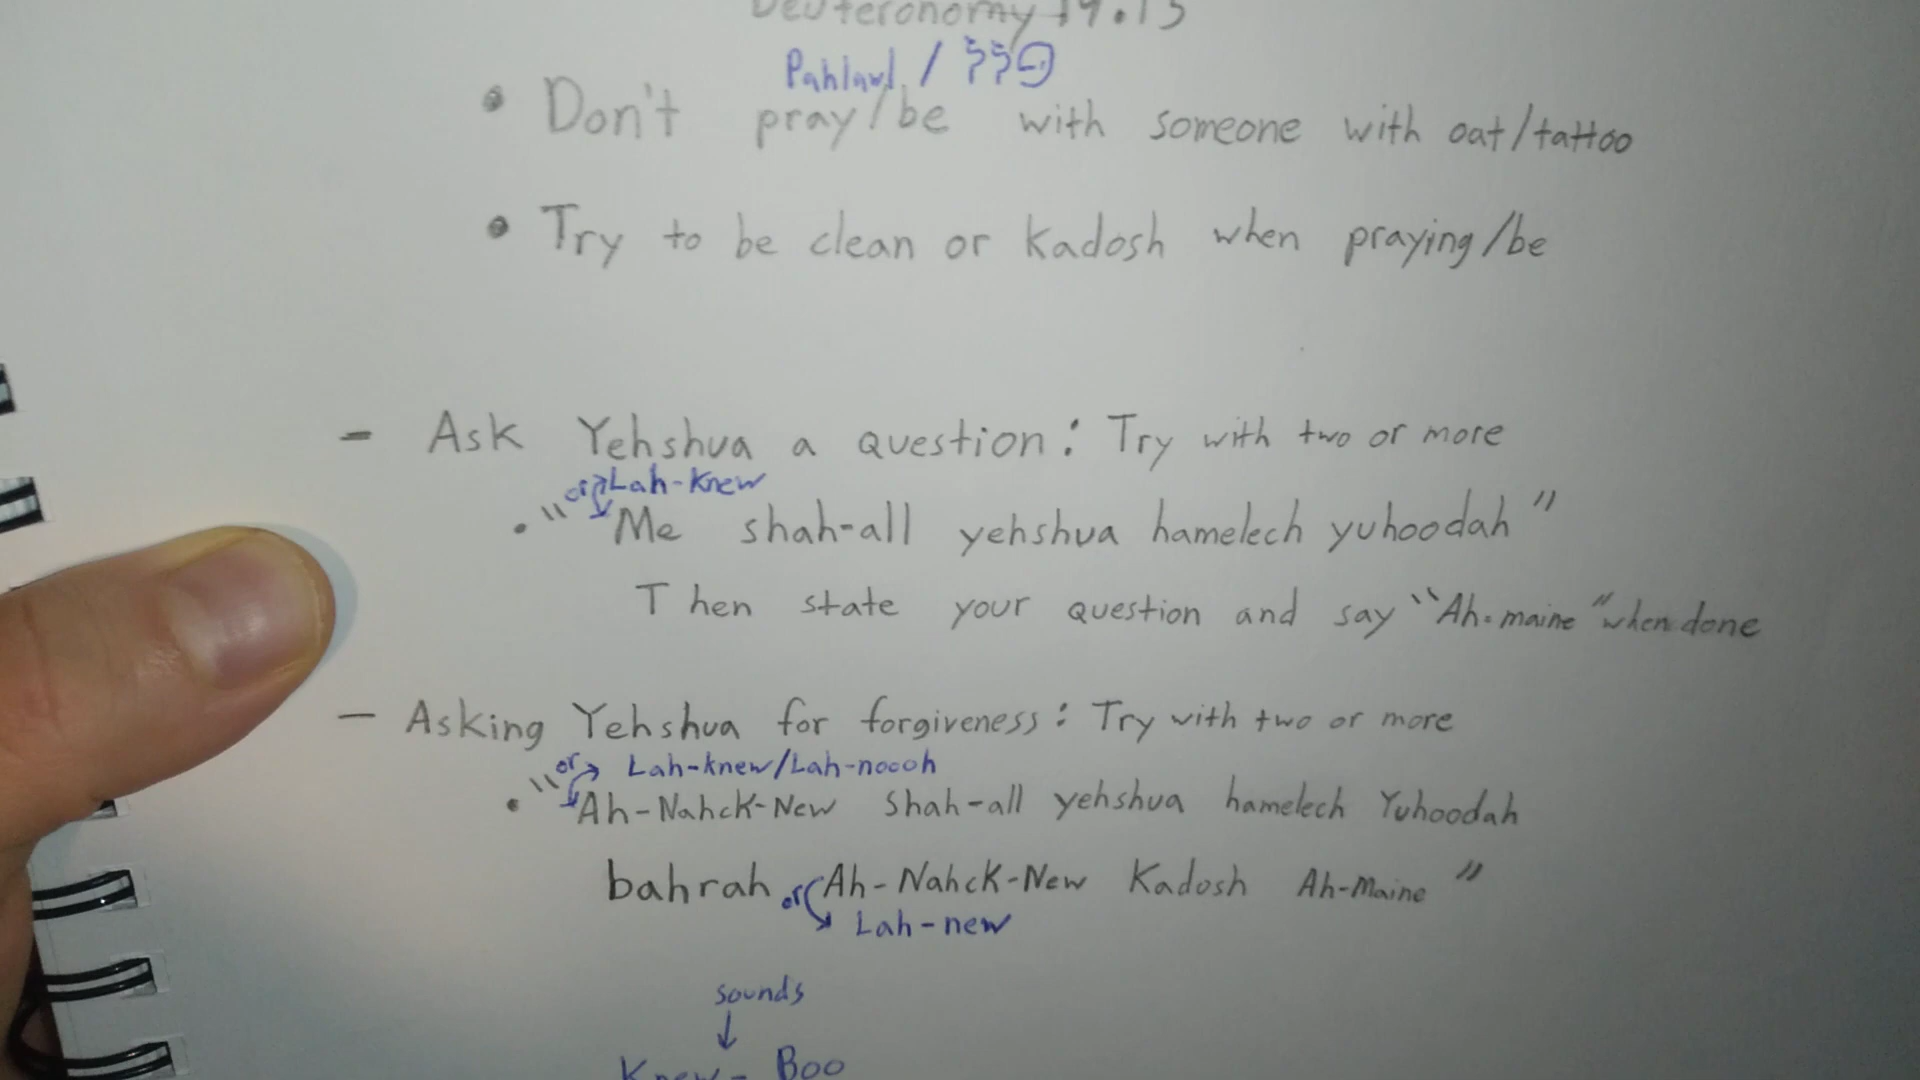 Deuteronomy 19.15
Pahlawl /
• Don't pray/be with someone with oat/tattoo
• Try to be clean or Kadosh when praying/be
- Ask Yehshua a question: Try with two or more
or Lah-Knew
• "Me shah-all yehshua hamelech yuhoodah"
Then state your question and say "Ah-maine" when done
- Asking Yehshua for forgiveness: Try with two or more
or Lah-knew/Lah-noooh
• "Ah-Nahck-New Shah-all yehshua hamelech Yuhoodah
bahrah or Ah-Nahck-New Kadosh Ah-Maine"
Lah-new
sounds
Knew - Boo